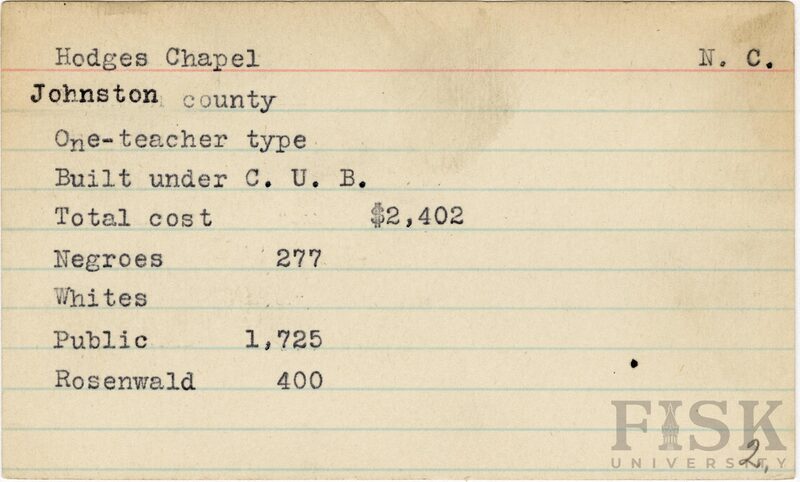 Hodges Chapel N. C.
Johnston county
One-teacher type
Built under C. U. B.
Total cost $2,402
Negroes 277
Whites
Public 1,725
Rosenwald 400
FISK
UNIVERSITY
2,